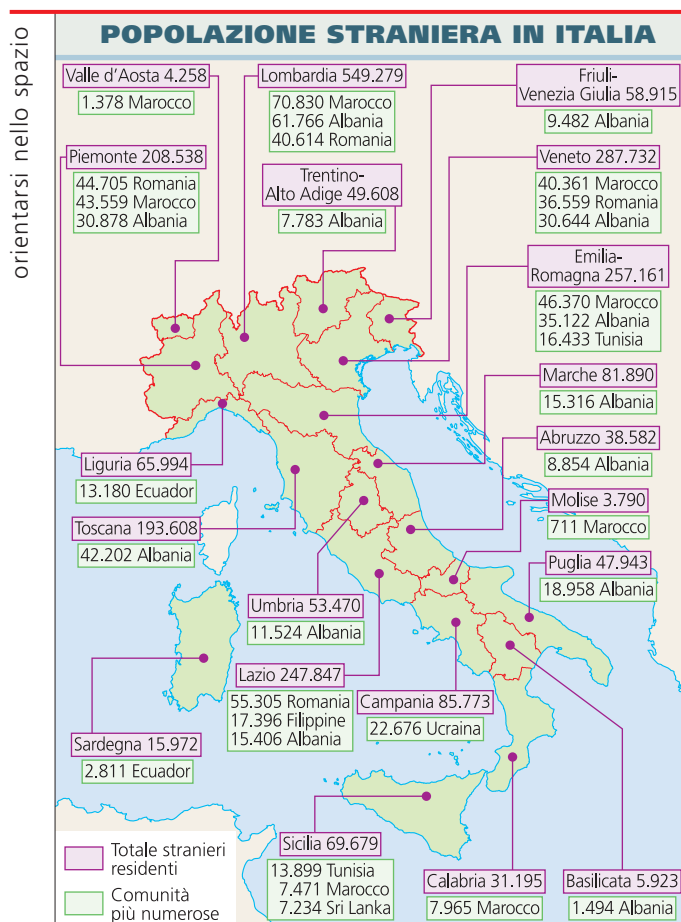 orientarsi nello spazio
POPOLAZIONE STRANIERA IN ITALIA
Valle d'Aosta 4.258
1.378 Marocco
Lombardia 549.279
70.830 Marocco
61.766 Albania
40.614 Romania
Friuli-
Venezia Giulia 58.915
9.482 Albania
Piemonte 208.538
44.705 Romania
43.559 Marocco
30.878 Albania
Trentino-
Alto Adige 49.608
7.783 Albania
Veneto 287.732
40.361 Marocco
36.559 Romania
30.644 Albania
Emilia-
Romagna 257.161
46.370 Marocco
35.122 Albania
16.433 Tunisia
Marche 81.890
15.316 Albania
Abruzzo 38.582
8.854 Albania
Liguria 65.994
13.180 Ecuador
Molise 3.790
711 Marocco
Toscana 193.608
42.202 Albania
Puglia 47.943
18.958 Albania
Umbria 53.470
11.524 Albania
Lazio 247.847
55.305 Romania
17.396 Filippine
15.406 Albania
Campania 85.773
22.676 Ucraina
Sardegna 15.972
2.811 Ecuador
Sicilia 69.679
13.899 Tunisia
7.471 Marocco
7.234 Sri Lanka
Calabria 31.195
7.965 Marocco
Basilicata 5.923
1.494 Albania
Totale stranieri
residenti
Comunità
più numerose